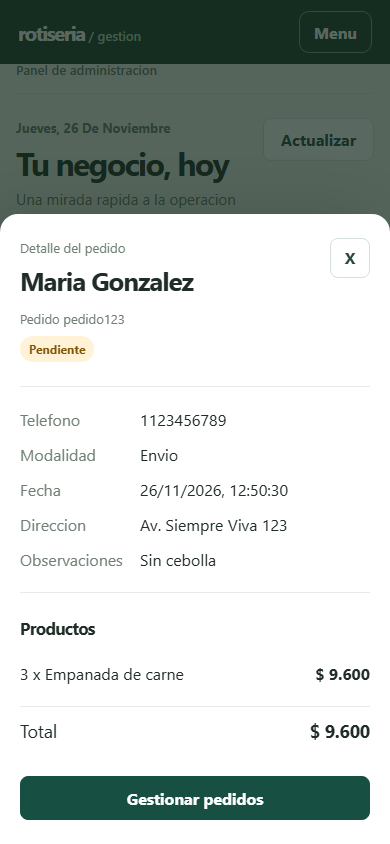 rotiseria / gestion
Menu
Panel de administracion
Jueves, 26 De Noviembre
Actualizar
Tu negocio, hoy
Una mirada rapida a la operacion
Detalle del pedido
X
Maria Gonzalez
Pedido pedido123
Pendiente
Telefono 1123456789
Modalidad Envio
Fecha 26/11/2026, 12:50:30
Direccion Av. Siempre Viva 123
Observaciones Sin cebolla
Productos
3 x Empanada de carne $ 9.600
Total $ 9.600
Gestionar pedidos